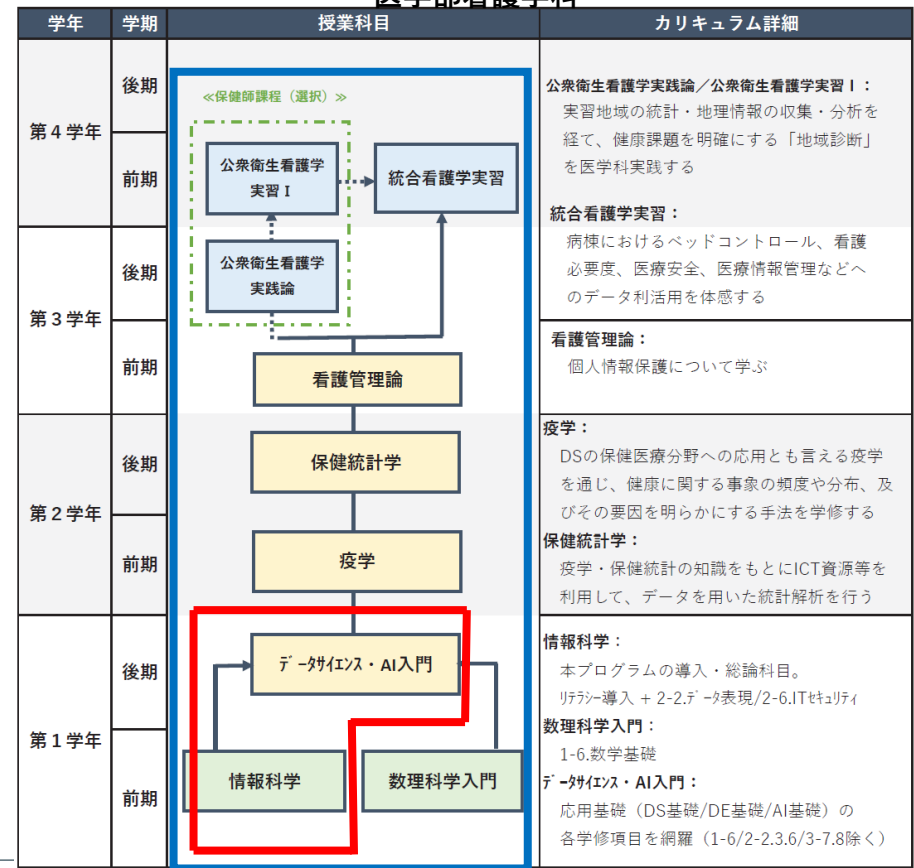 医学部看護学科
学年
学期
授業科目
カリキュラム詳細
第4学年
後期
前期
≪保健師課程（選択）≫
公衆衛生看護学
実習Ⅰ
統合看護学実習
公衆衛生看護学実践論／公衆衛生看護学実習Ⅰ：
実習地域の統計・地理情報の収集・分析を
経て、健康課題を明確にする「地域診断」
を医学科実践する
統合看護学実習：
病棟におけるベッドコントロール、看護
必要度、医療安全、医療情報管理などへ
のデータ利活用を体感する
第3学年
後期
前期
公衆衛生看護学
実践論
看護管理論
看護管理論：
個人情報保護について学ぶ
第2学年
後期
前期
保健統計学
疫学
疫学：
DSの保健医療分野への応用とも言える疫学
を通じ、健康に関する事象の頻度や分布、及
びその要因を明らかにする手法を学修する
保健統計学：
疫学・保健統計の知識をもとにICT資源等を
利用して、データを用いた統計解析を行う
第1学年
後期
前期
ﾃﾞｰﾀｻｲｴﾝｽ・AI入門
情報科学
数理科学入門
情報科学：
本プログラムの導入・総論科目。
ﾘﾃﾗｼｰ導入 + 2-2.ﾃﾞｰﾀ表現/2-6.ITｾｷｭﾘﾃｨ
数理科学入門：
1-6.数学基礎
ﾃﾞｰﾀｻｲｴﾝｽ・AI入門：
応用基礎（DS基礎/DE基礎/AI基礎）の
各学修項目を網羅（1-6/2-2.3.6/3-7.8除く）